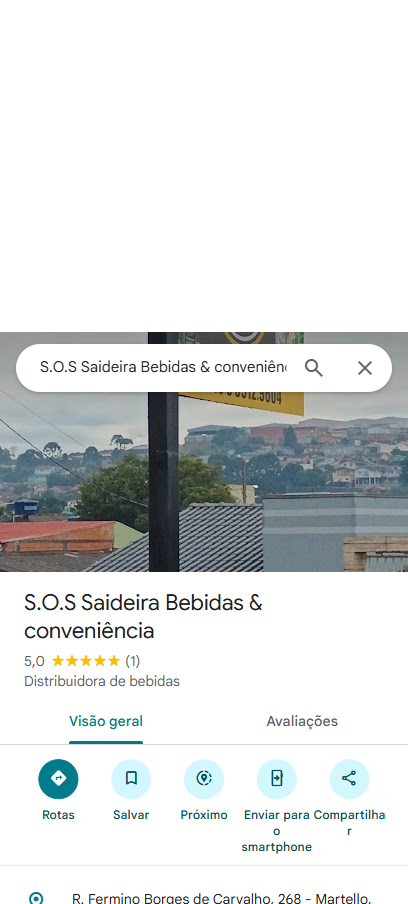 S.O.S Saideira Bebidas &
S.O.S Saideira Bebidas &
conveniência
5,0 (1)
Distribuidora de bebidas
Visão geral
Avaliações
Rotas
Salvar
Próximo
Enviar para o smartphone
Compartilhar
R. Fermino Borges de Carvalho, 268 - Martello,